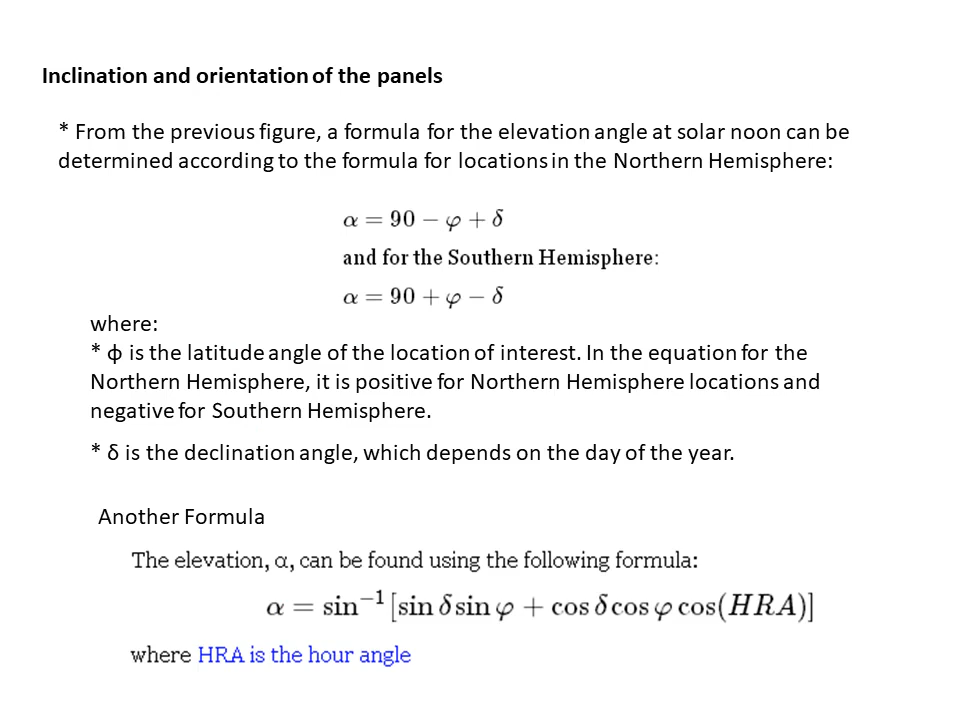 Inclination and orientation of the panels
* From the previous figure, a formula for the elevation angle at solar noon can be
determined according to the formula for locations in the Northern Hemisphere:
α = 90 − φ + δ
and for the Southern Hemisphere:
α = 90 + φ − δ
where:
* ϕ is the latitude angle of the location of interest. In the equation for the
Northern Hemisphere, it is positive for Northern Hemisphere locations and
negative for Southern Hemisphere.
* δ is the declination angle, which depends on the day of the year.
Another Formula
The elevation, α, can be found using the following formula:
α = sin⁻¹ [sin δ sin φ + cos δ cos φ cos(HRA)]
where HRA is the hour angle